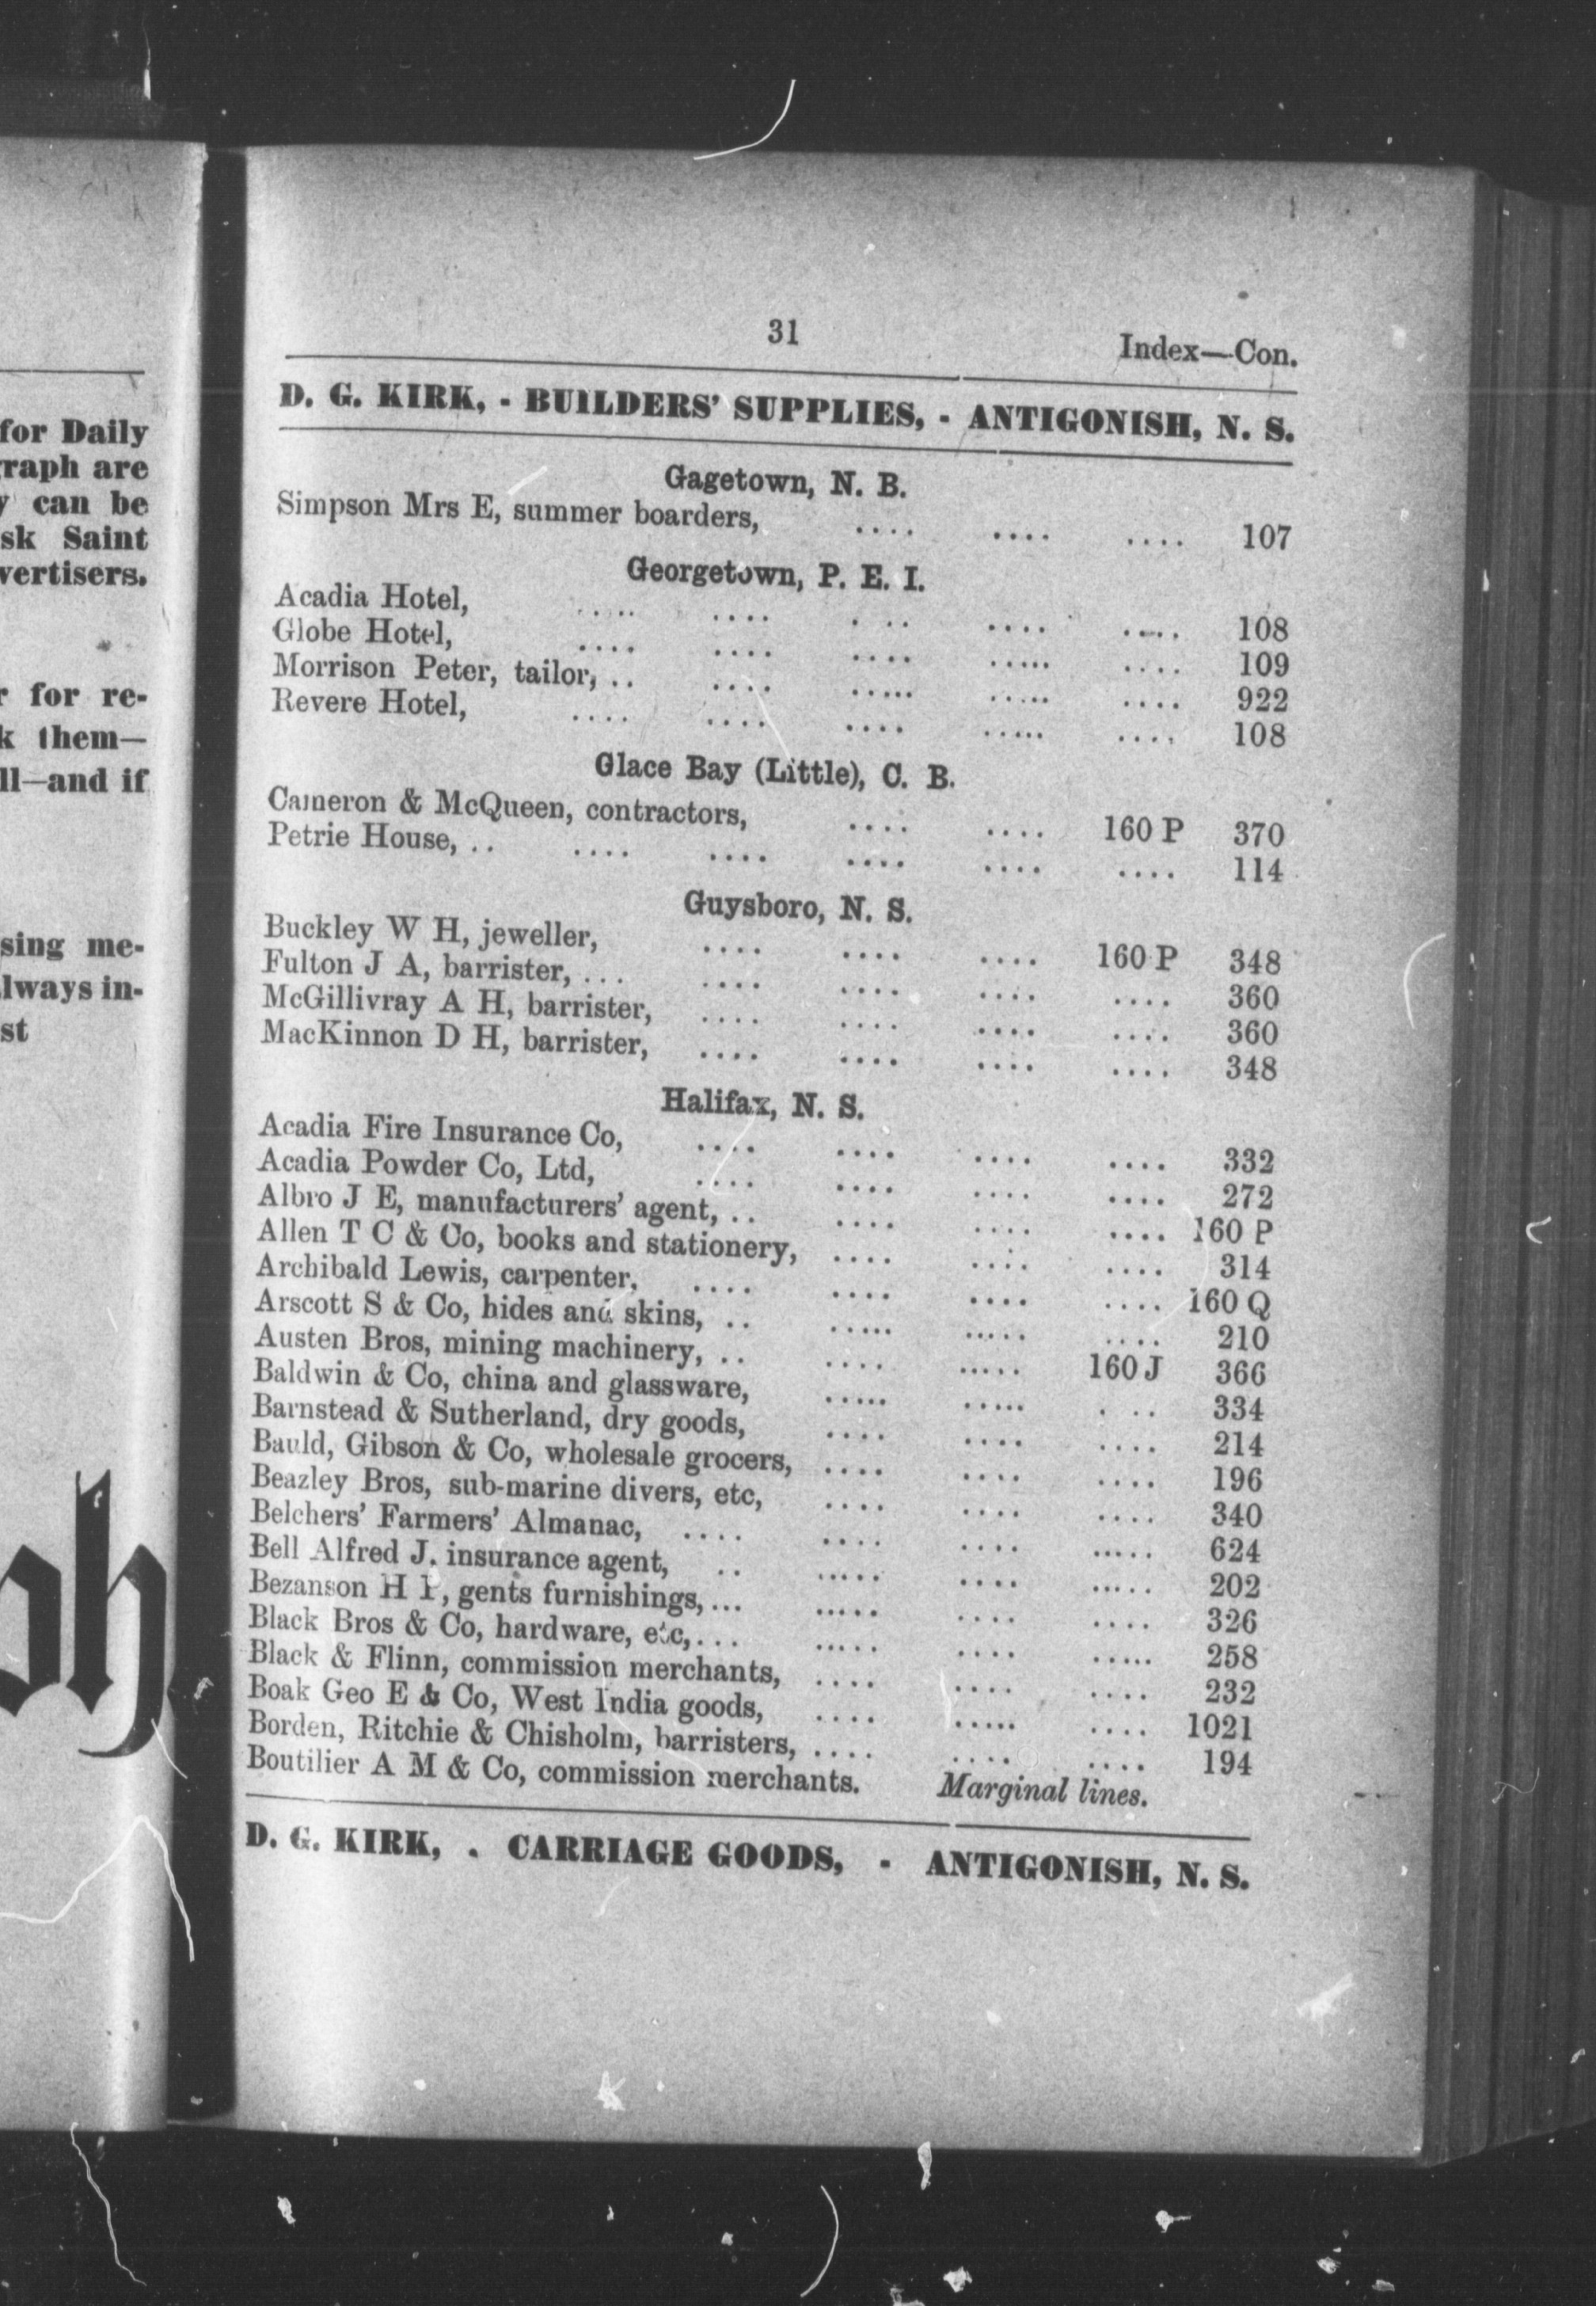 for Daily
raph are
can be
sk Saint
vertisers.
r for re-
k them—
ll—and if
sing me-
lways in-
st
31
Index—Con.
D. G. KIRK, - BUILDERS' SUPPLIES, - ANTIGONISH, N. S.
Gagetown, N. B.
Simpson Mrs E, summer boarders, .... .... .... 107
Georgetown, P. E. I.
Acadia Hotel, .... .... .... .... .... 108
Globe Hotel, .... .... .... .... .... 109
Morrison Peter, tailor, .. .... .... .... .... 922
Revere Hotel, .... .... .... .... .... 108
Glace Bay (Little), C. B.
Cameron & McQueen, contractors, .... .... 160 P 370
Petrie House, .. .... .... .... .... .... 114
Guysboro, N. S.
Buckley W H, jeweller, .... .... .... 160 P 348
Fulton J A, barrister, ... .... .... .... .... 360
McGillivray A H, barrister, .... .... .... .... 360
MacKinnon D H, barrister, .... .... .... .... 348
Halifax, N. S.
Acadia Fire Insurance Co, .... .... .... .... 332
Acadia Powder Co, Ltd, .... .... .... .... 272
Albro J E, manufacturers' agent, .. .... .... .... 160 P
Allen T C & Co, books and stationery, .... .... .... 314
Archibald Lewis, carpenter, .... .... .... .... 160 Q
Arscott S & Co, hides and skins, .. .... .... .... 210
Austen Bros, mining machinery, .. .... .... 160 J 366
Baldwin & Co, china and glassware, .... .... .... 334
Barnstead & Sutherland, dry goods, .... .... .... 214
Bauld, Gibson & Co, wholesale grocers, .... .... .... 196
Beazley Bros, sub-marine divers, etc, .... .... .... 340
Belchers' Farmers' Almanac, .... .... .... .... 624
Bell Alfred J. insurance agent, .. .... .... .... 202
Bezanson H , gents furnishings, ... .... .... .... 326
Black Bros & Co, hardware, etc, ... .... .... .... 258
Black & Flinn, commission merchants, .... .... .... 232
Boak Geo E & Co, West India goods, .... .... .... 1021
Borden, Ritchie & Chisholm, barristers, .... .... .... 194
Boutilier A M & Co, commission merchants. Marginal lines.
D. G. KIRK, . CARRIAGE GOODS, - ANTIGONISH, N. S.